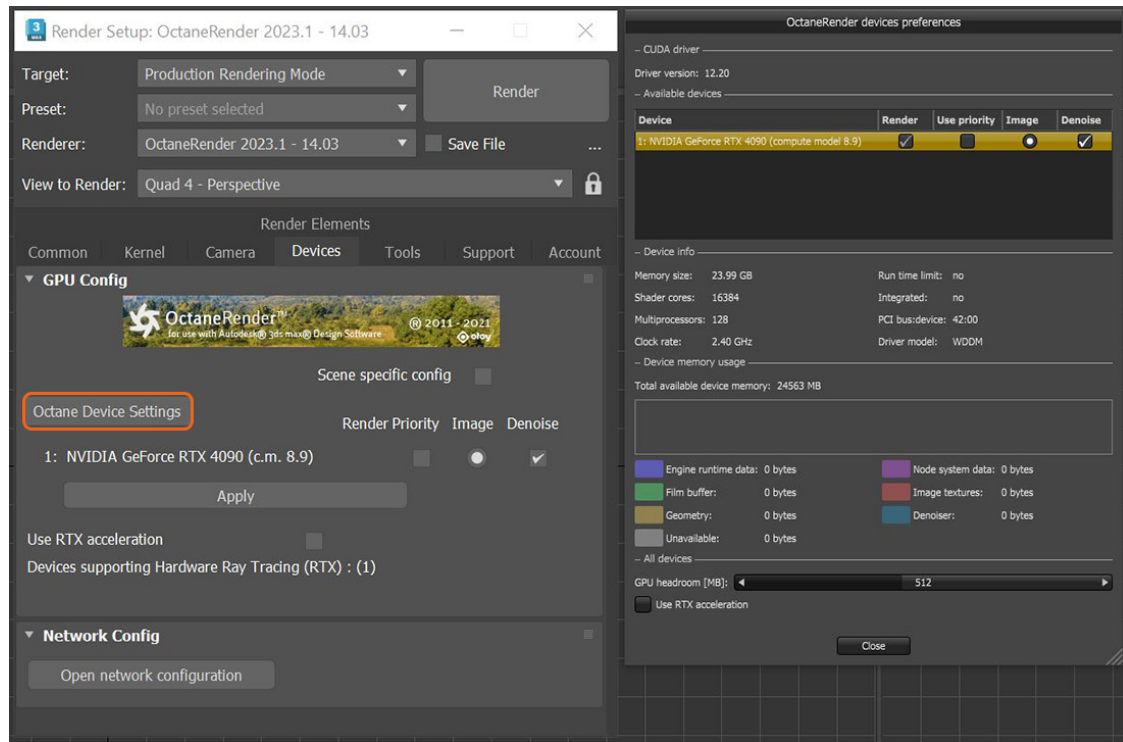 Render Setup: OctaneRender 2023.1 - 14.03
Target: Production Rendering Mode
Render
Preset: No preset selected
Renderer: OctaneRender 2023.1 - 14.03 Save File ...
View to Render: Quad 4 - Perspective
Render Elements
Common Kernel Camera Devices Tools Support Account
GPU Config
OctaneRender™
for use with Autodesk® 3ds max® Design Software
® 2011 - 2021
otoy
Scene specific config
Octane Device Settings
Render Priority Image Denoise
1: NVIDIA GeForce RTX 4090 (c.m. 8.9)
Apply
Use RTX acceleration
Devices supporting Hardware Ray Tracing (RTX) : (1)
Network Config
Open network configuration
OctaneRender devices preferences
CUDA driver
Driver version: 12.20
Available devices
Device Render Use priority Image Denoise
1: NVIDIA GeForce RTX 4090 (compute model 8.9)
Device info
Memory size: 23.99 GB Run time limit: no
Shader cores: 16384 Integrated: no
Multiprocessors: 128 PCI bus:device: 42:00
Clock rate: 2.40 GHz Driver model: WDDM
Device memory usage
Total available device memory: 24563 MB
Engine runtime data: 0 bytes Node system data: 0 bytes
Film buffer: 0 bytes Image textures: 0 bytes
Geometry: 0 bytes Denoiser: 0 bytes
Unavailable: 0 bytes
All devices
GPU headroom [MB]: 512
Use RTX acceleration
Close